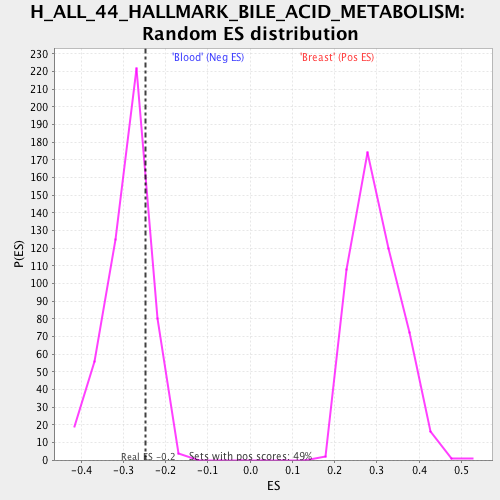 H_ALL_44_HALLMARK_BILE_ACID_METABOLISM:
Random ES distribution
'Blood' (Neg ES)
'Breast' (Pos ES)
230
220
210
200
190
180
170
160
150
140
130
120
110
100
90
80
70
60
50
40
30
20
10
0
P(ES)
Real ES -0.2
Sets with pos scores: 49%
-0.4 -0.3 -0.2 -0.1 0.0 0.1 0.2 0.3 0.4 0.5
ES